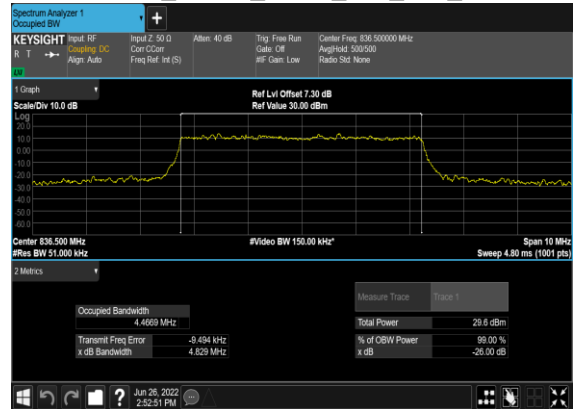 Spectrum Analyzer 1
Occupied BW
+
KEYSIGHT Input: RF Input Z: 50 Ω Atten: 40 dB Trig: Free Run Center Freq: 836.500000 MHz
R T Coupling: DC Corr CCorr Gate: Off Avg|Hold: 500/500
Align: Auto Freq Ref: Int (S) #IF Gain: Low Radio Std: None
LW
1 Graph
Ref Lvl Offset 7.30 dB
Scale/Div 10.0 dB Ref Value 30.00 dBm
Log
20.0
10.0
0.00
-10.0
-20.0
-30.0
-40.0
-50.0
-60.0
Center 836.500 MHz #Video BW 150.00 kHz* Span 10 MHz
#Res BW 51.000 kHz Sweep 4.80 ms (1001 pts)
2 Metrics
Measure Trace Trace 1
Occupied Bandwidth
4.4669 MHz Total Power 29.6 dBm
Transmit Freq Error -9.494 kHz % of OBW Power 99.00 %
x dB Bandwidth 4.829 MHz x dB -26.00 dB
? Jun 26, 2022
2:52:51 PM